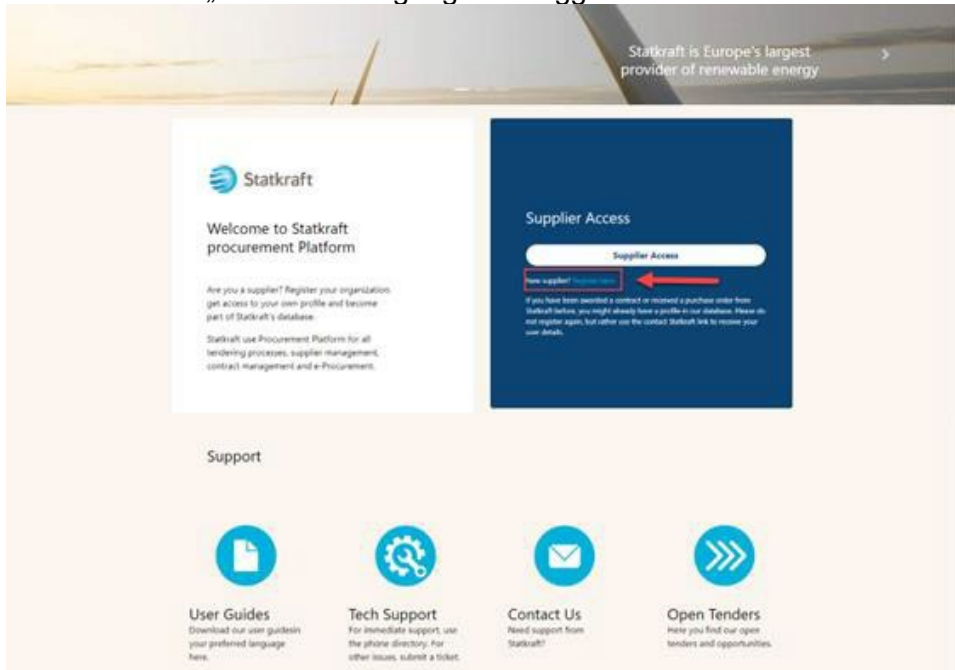 Statkraft is Europe's largest
provider of renewable energy
Statkraft
Welcome to Statkraft
procurement Platform
Are you a supplier? Register your organization
get access to your own profile and become
part of Statkraft's database.
Statkraft use Procurement Platform for all
tendering processes, supplier management,
contract management and e-Procurement.
Supplier Access
Supplier Access
New supplier? Register here
If you have been awarded a contract or received a purchase order from
Statkraft before, you might already have a profile in our database. Please do
not register again, but rather use the contact Statkraft link to receive your
user details.
Support
User Guides
Download our user guidesin
your preferred language
here.
Tech Support
For immediate support, use
the phone directory. For
other issues, submit a ticket.
Contact Us
Need support from
Statkraft?
Open Tenders
Here you find our open
tenders and opportunities.